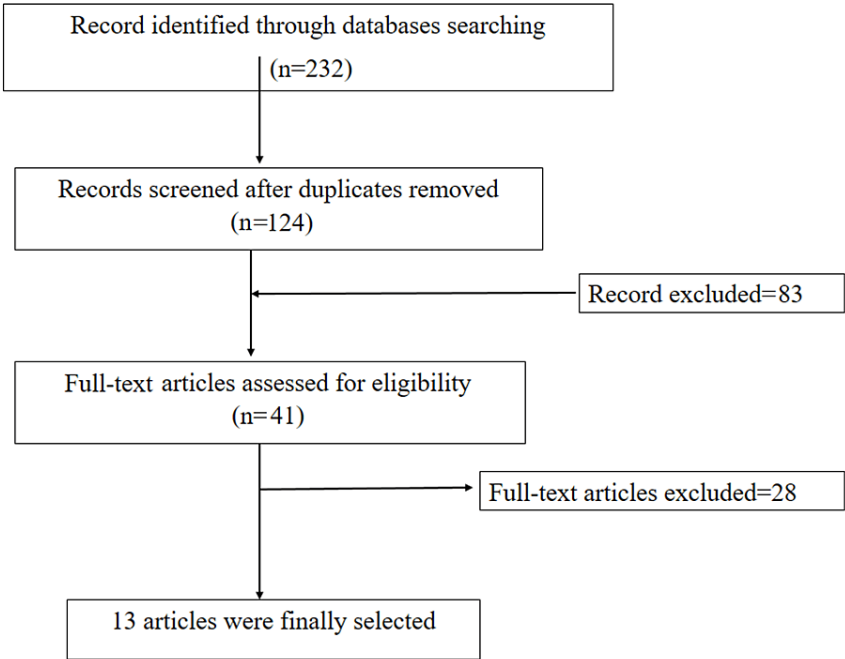 Record identified through databases searching
(n=232)
Records screened after duplicates removed
(n=124)
Record excluded=83
Full-text articles assessed for eligibility
(n=41)
Full-text articles excluded=28
13 articles were finally selected